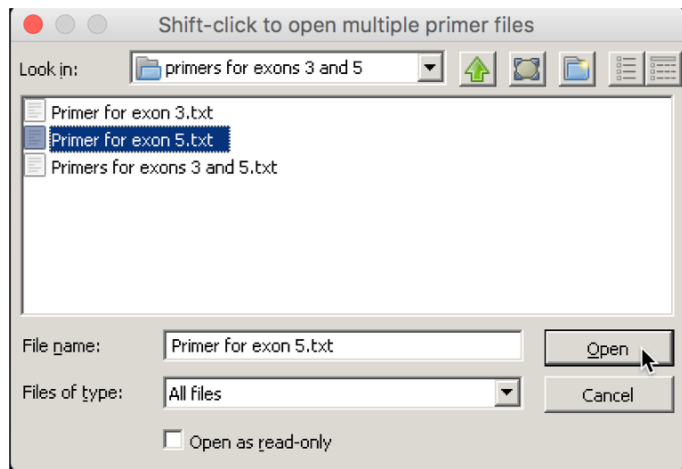 Shift-click to open multiple primer files
Look in: primers for exons 3 and 5
Primer for exon 3.txt
Primer for exon 5.txt
Primers for exons 3 and 5.txt
File name: Primer for exon 5.txt Open
Files of type: All files Cancel
Open as read-only